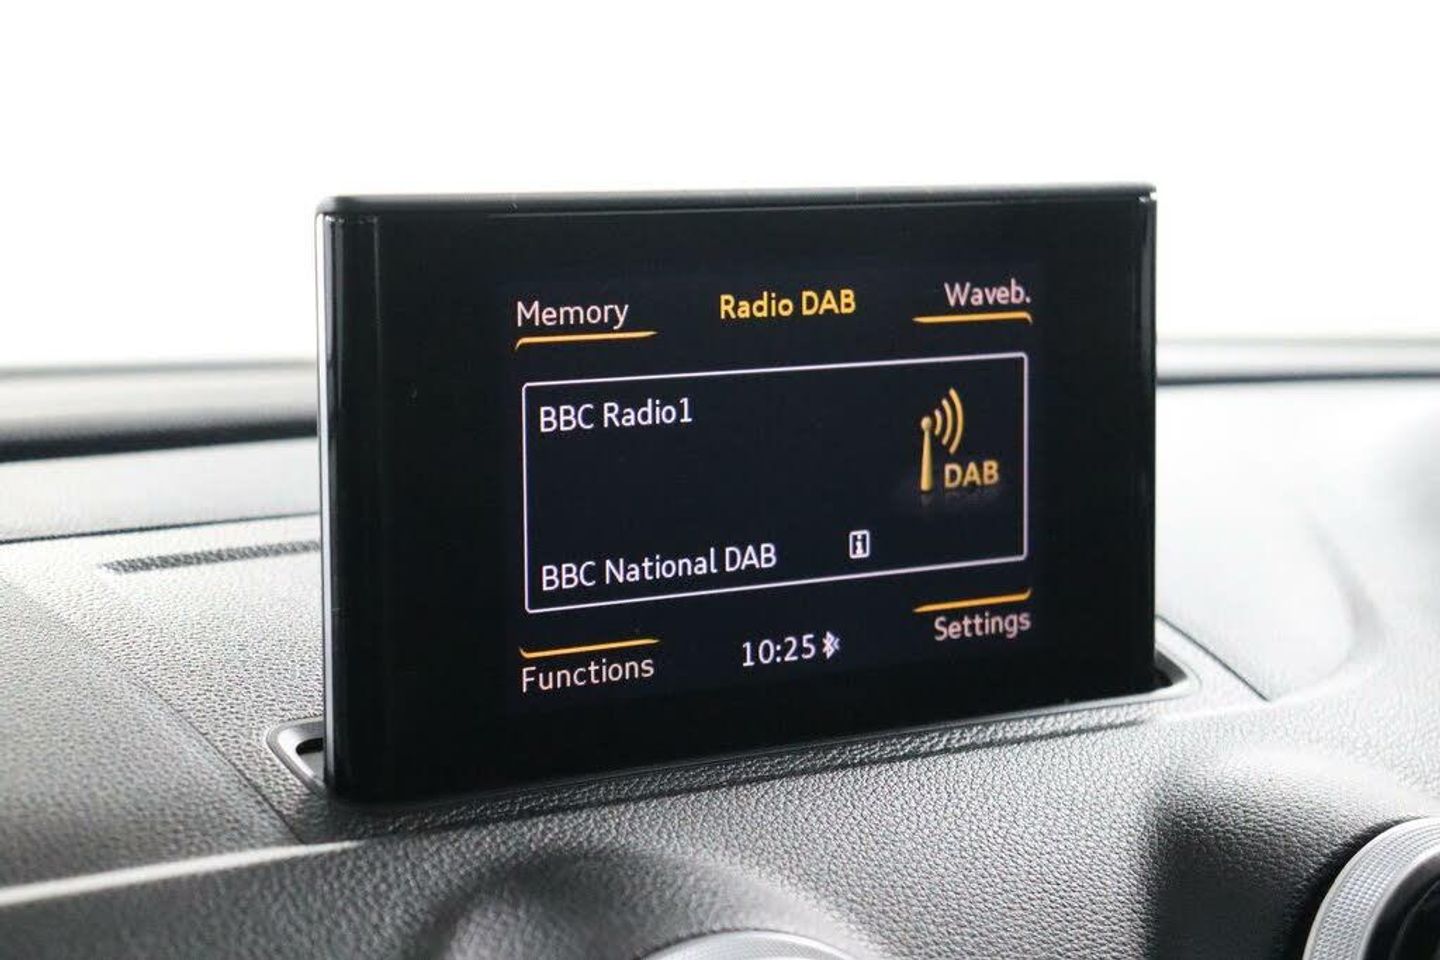 Memory
Radio DAB
Waveb.
BBC Radio1
DAB
BBC National DAB
i
Functions
10:25
Settings